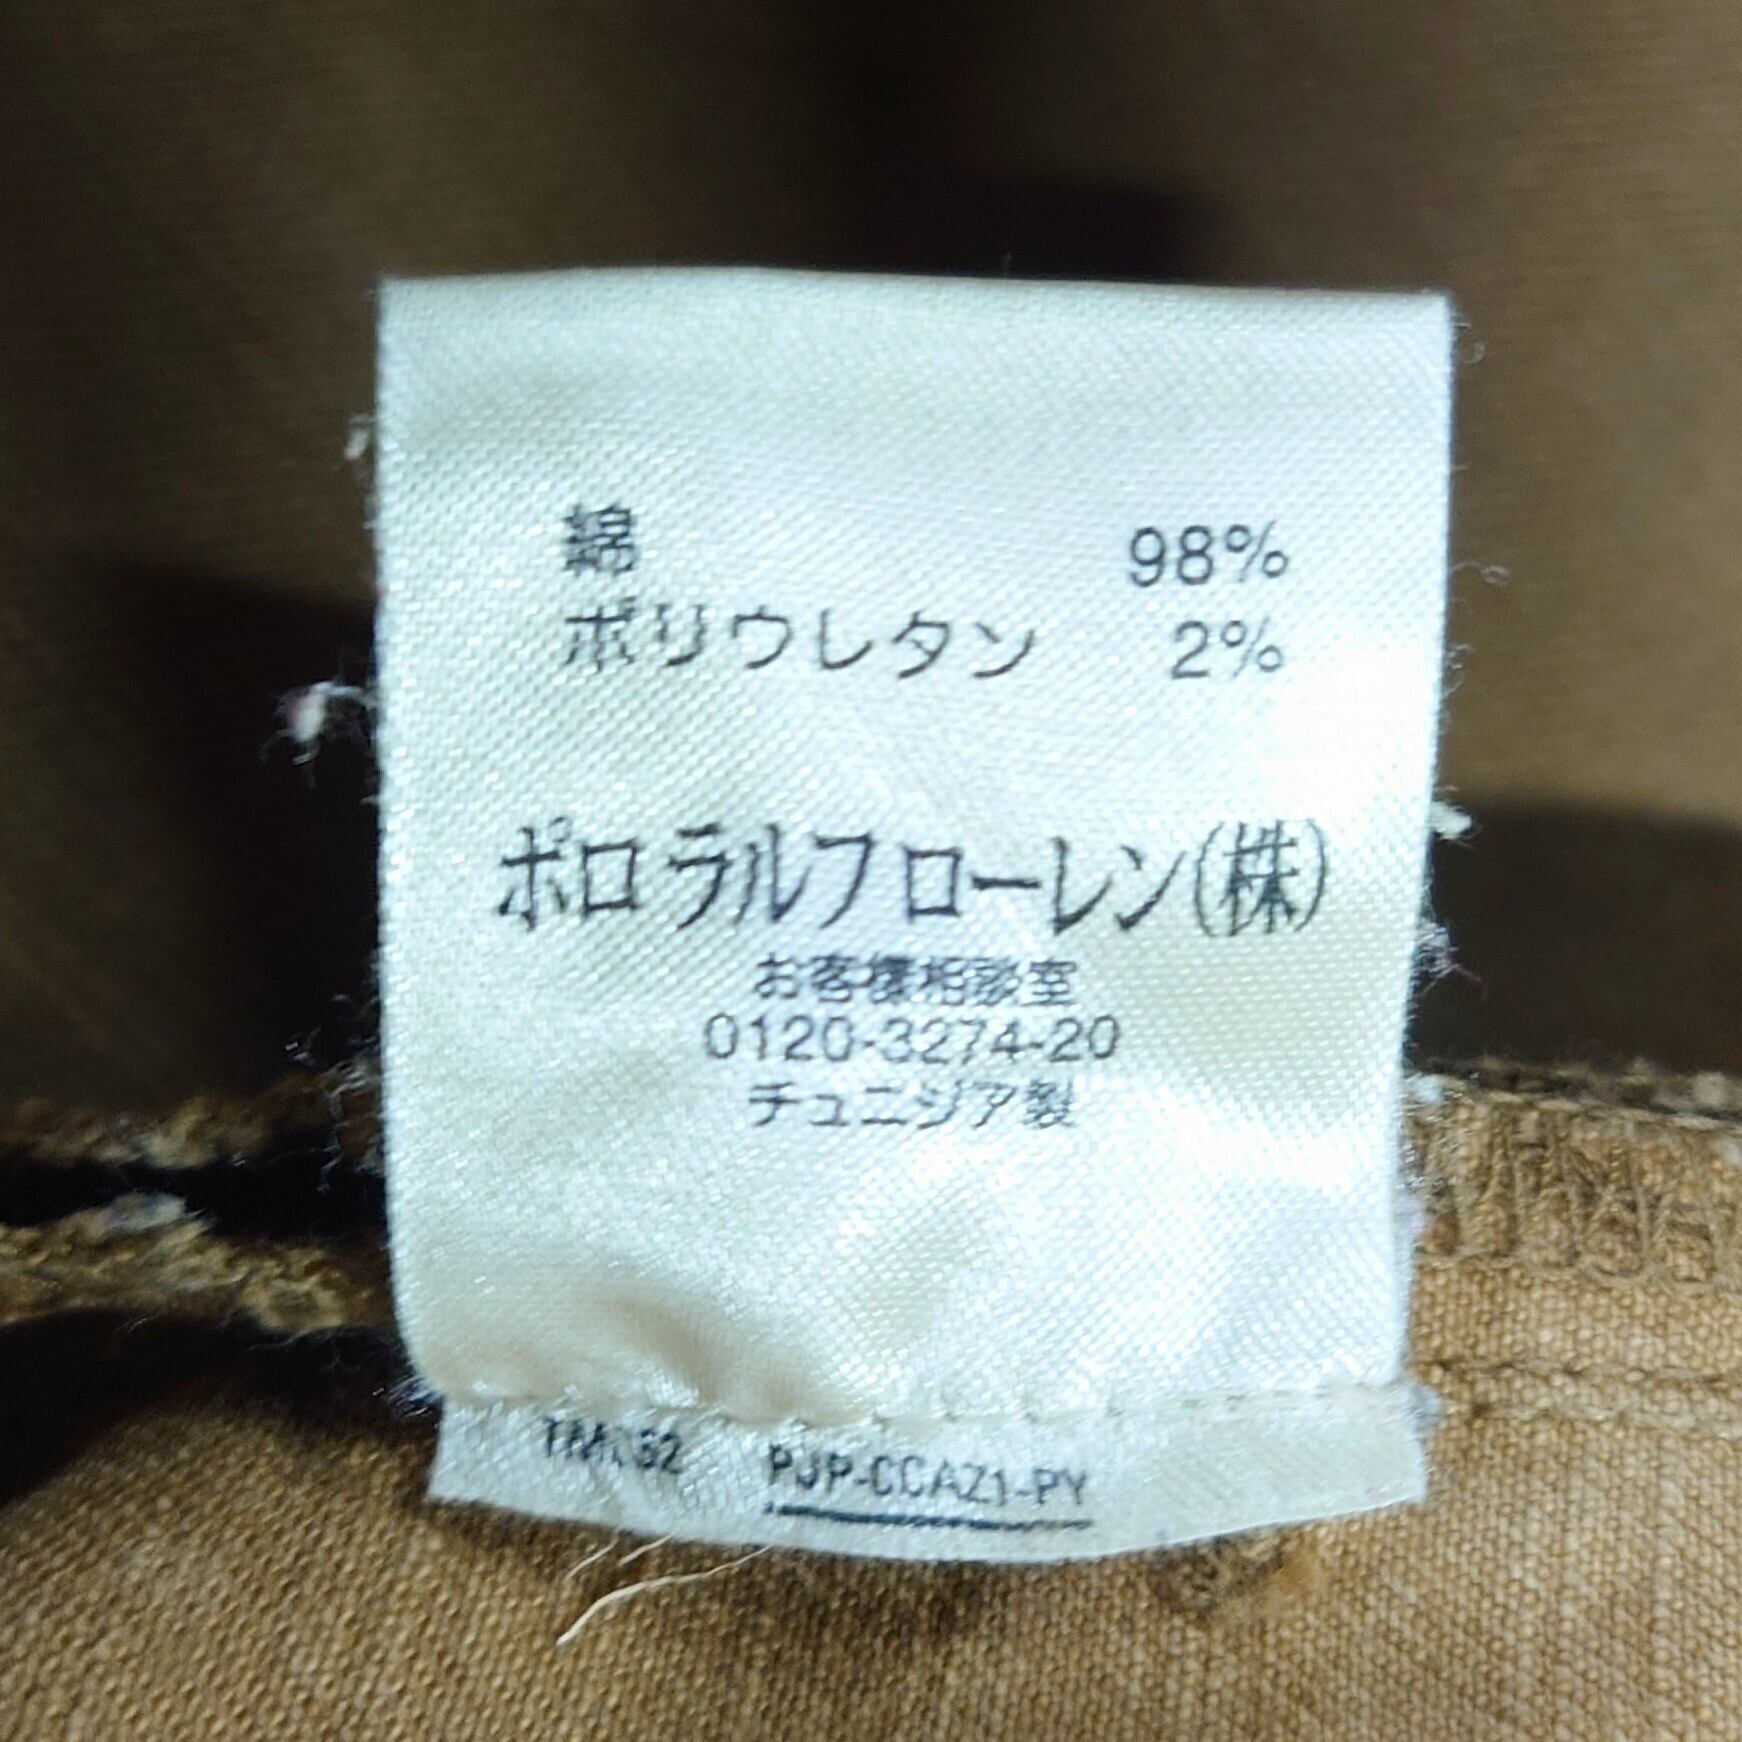 綿 98%
ポリウレタン 2%
ポロ ラルフ ローレン(株)
お客様相談室
0120-3274-20
チュニジア製
PJP-CCAZ1-PY